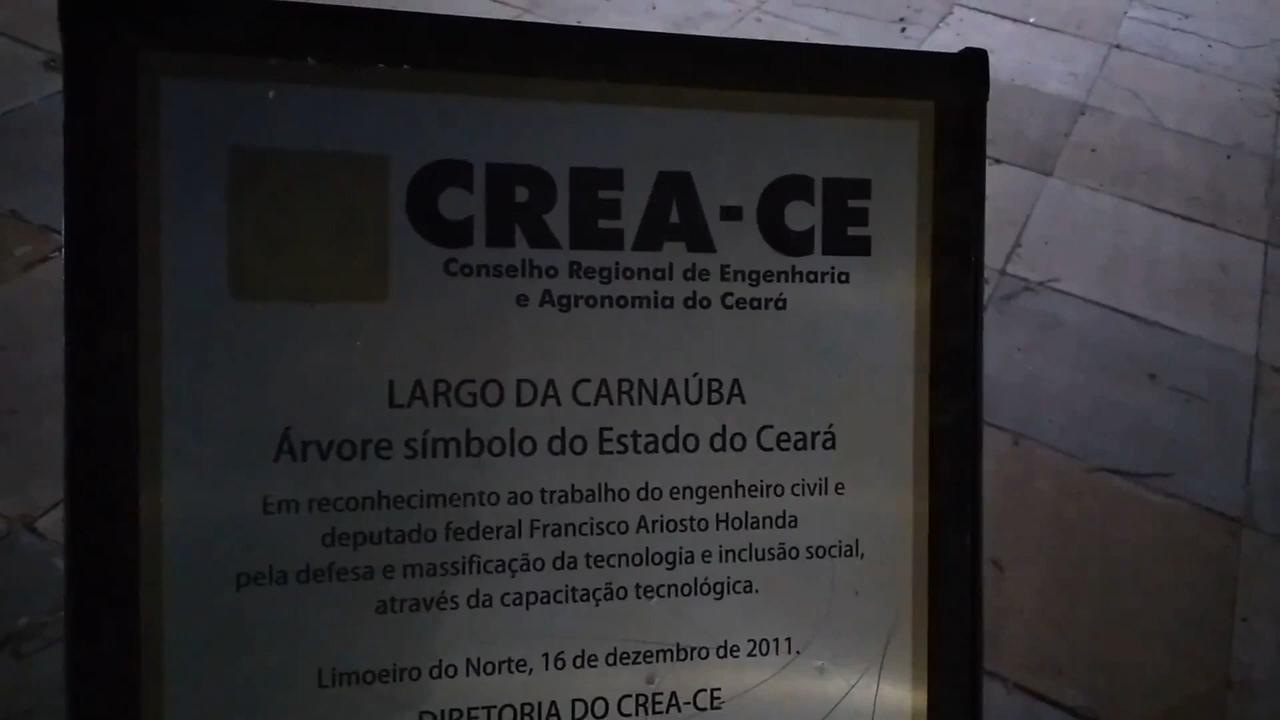 CREA-CE
Conselho Regional de Engenharia
e Agronomia do Ceará
LARGO DA CARNAÚBA
Árvore símbolo do Estado do Ceará
Em reconhecimento ao trabalho do engenheiro civil e
deputado federal Francisco Ariosto Holanda
pela defesa e massificação da tecnologia e inclusão social,
através da capacitação tecnológica.
Limoeiro do Norte, 16 de dezembro de 2011.
DIRETORIA DO CREA-CE